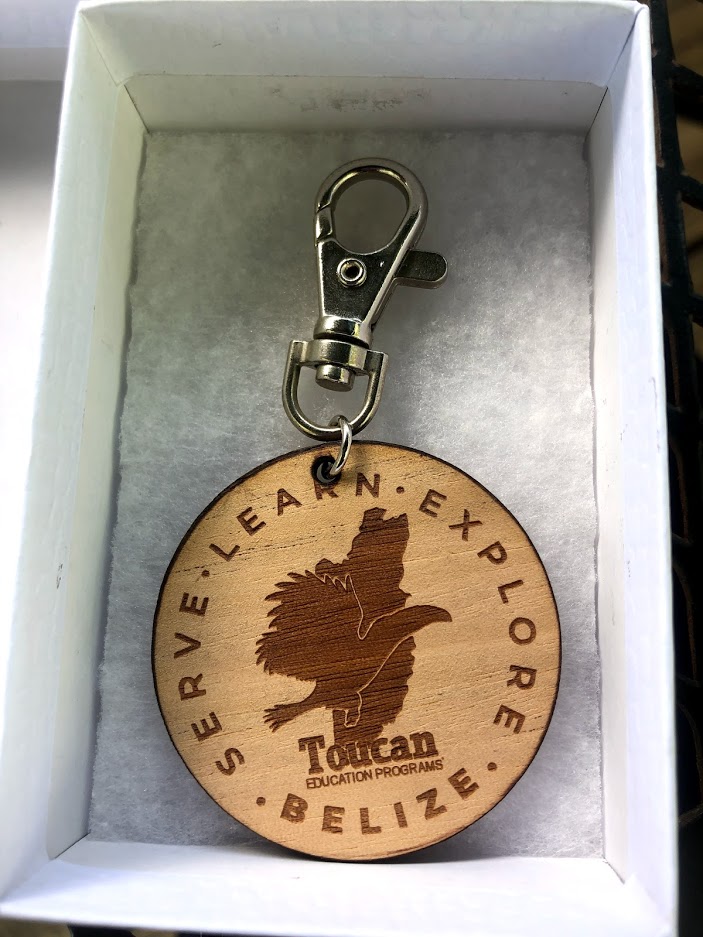 SERVE · LEARN · EXPLORE
Toucan
EDUCATION PROGRAMS
· BELIZE ·